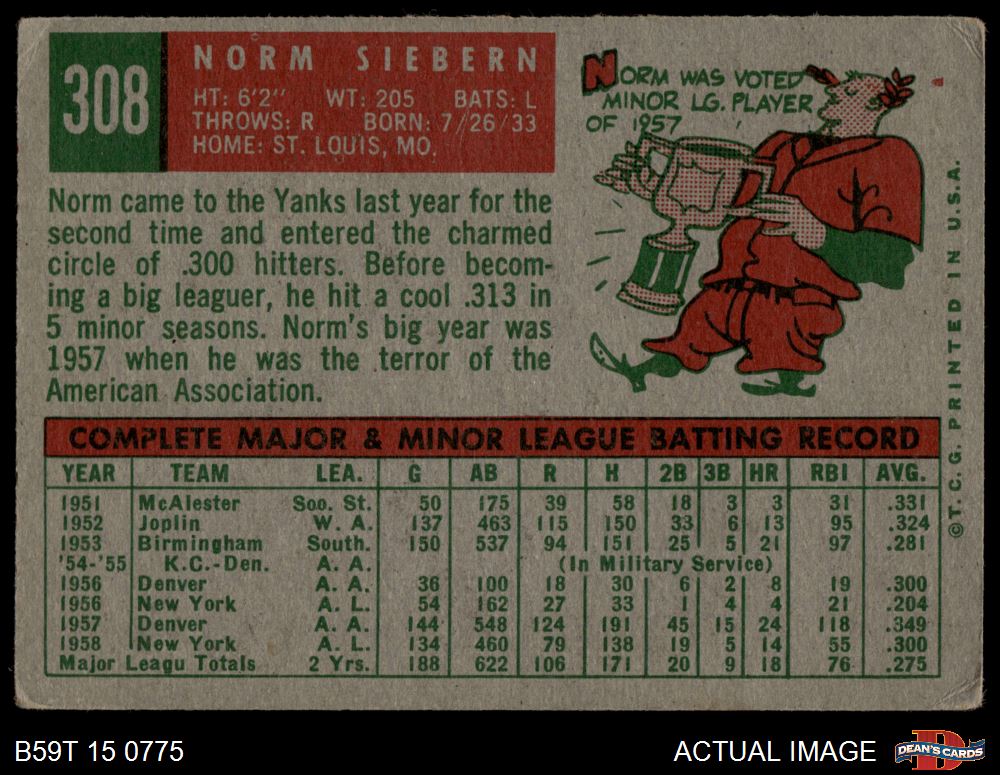 308
NORM SIEBERN
HT: 6'2" WT: 205 BATS: L
THROWS: R BORN: 7/26/33
HOME: ST. LOUIS, MO.
NORM WAS VOTED
MINOR LG. PLAYER
OF 1957
Norm came to the Yanks last year for the
second time and entered the charmed
circle of .300 hitters. Before becom-
ing a big leaguer, he hit a cool .313 in
5 minor seasons. Norm's big year was
1957 when he was the terror of the
American Association.
COMPLETE MAJOR & MINOR LEAGUE BATTING RECORD
YEAR TEAM LEA. G AB R H 2B 3B HR RBI AVG.
1951 McAlester Soo. St. 50 175 39 58 18 3 3 31 .331
1952 Joplin W. A. 137 463 115 150 33 6 13 95 .324
1953 Birmingham South. 150 537 94 151 25 5 21 97 .281
'54-'55 K.C.-Den. A. A. (In Military Service)
1956 Denver A. A. 36 100 18 30 6 2 8 19 .300
1956 New York A. L. 54 162 27 33 1 4 4 21 .204
1957 Denver A. A. 144 548 124 191 45 15 24 118 .349
1958 New York A. L. 134 460 79 138 19 5 14 55 .300
Major Leagu Totals 2 Yrs. 188 622 106 171 20 9 18 76 .275
©T. C. G. PRINTED IN U.S.A.
B59T 15 0775
ACTUAL IMAGE
DEAN'S CARDS